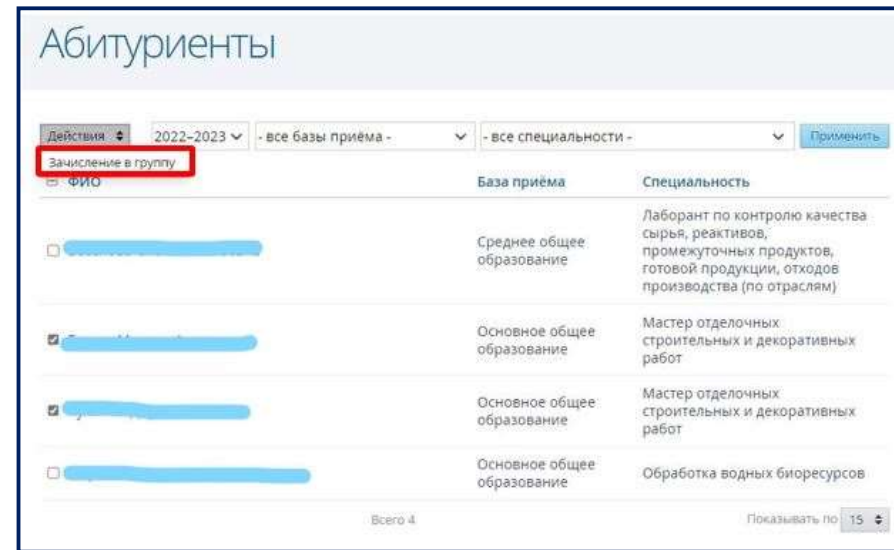 Абитуриенты
Действия 2022–2023 - все базы приёма - - все специальности - Применить
Зачисление в группу
ФИО База приёма Специальность
Среднее общее образование
Лаборант по контролю качества
сырья, реактивов,
промежуточных продуктов,
готовой продукции, отходов
производства (по отраслям)
Основное общее
образование
Мастер отделочных
строительных и декоративных
работ
Основное общее
образование
Мастер отделочных
строительных и декоративных
работ
Основное общее
образование
Обработка водных биоресурсов
Всего 4 Показывать по 15